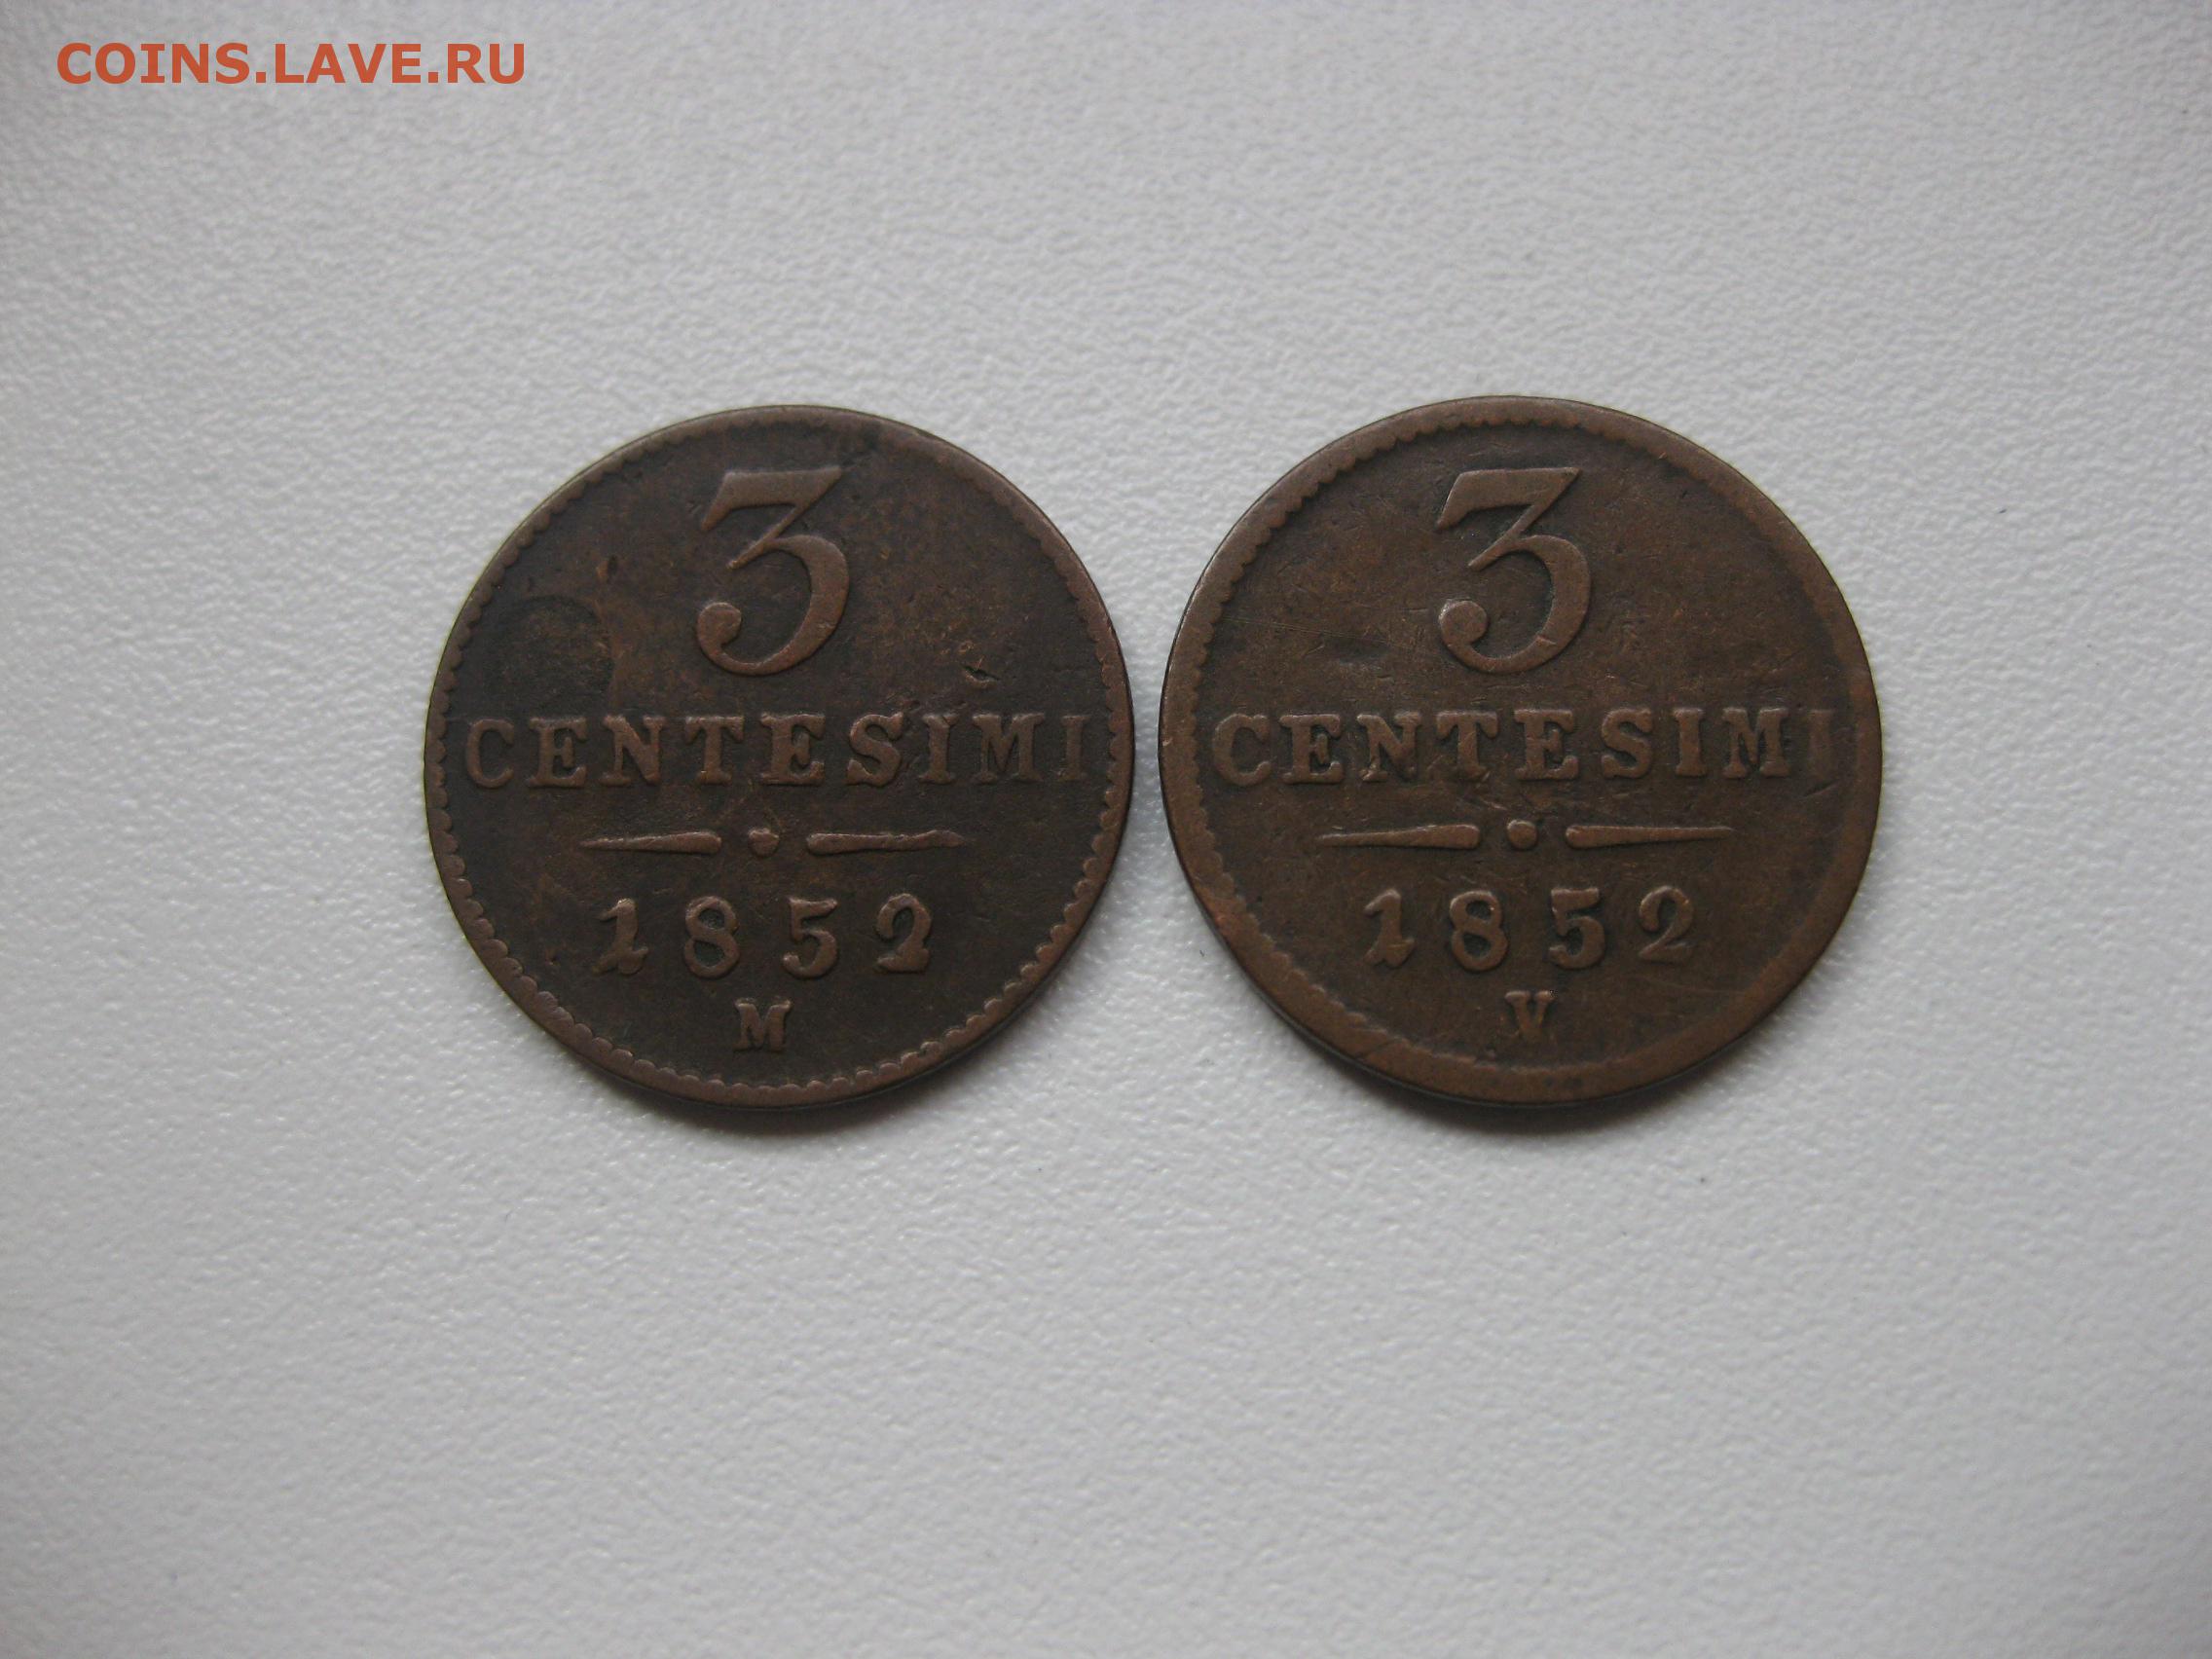 COINS.LAVE.RU
3
CENTESIMI
1852
M
3
CENTESIMI
1852
V